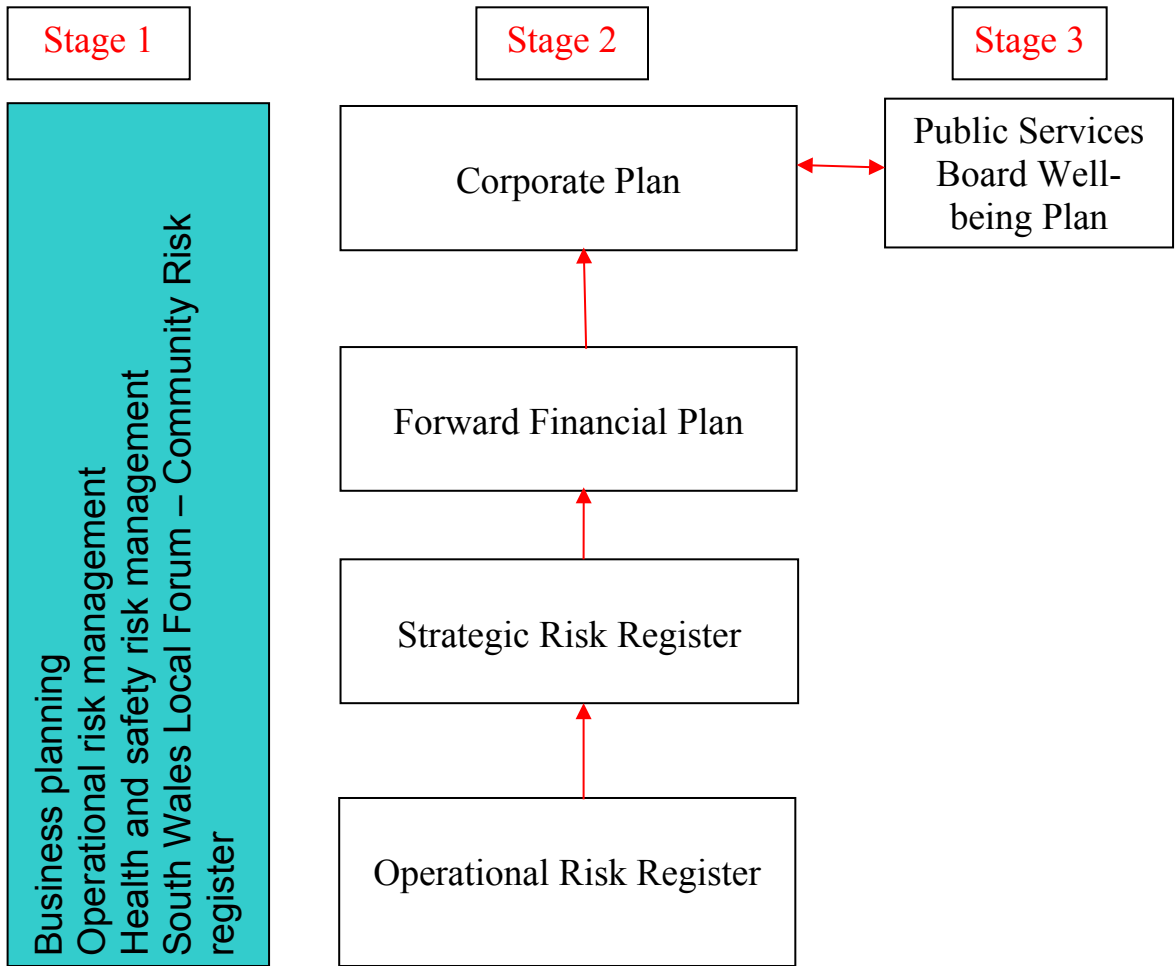 Stage 1
Stage 2
Stage 3
Business planning
Operational risk management
Health and safety risk management
South Wales Local Forum – Community Risk
register
Corporate Plan
Public Services
Board Well-
being Plan
Forward Financial Plan
Strategic Risk Register
Operational Risk Register